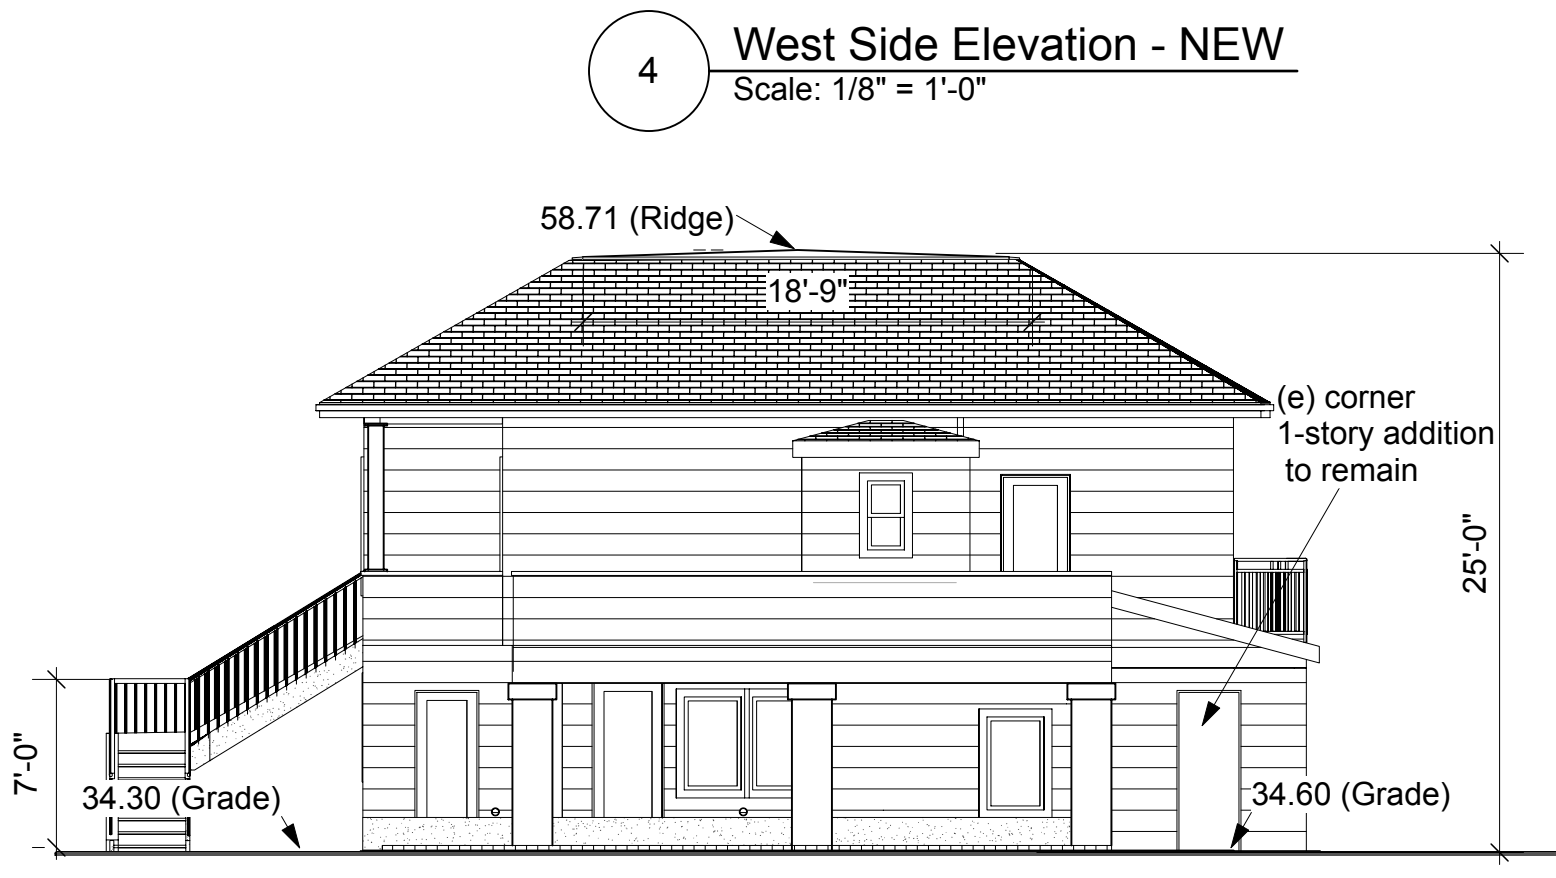 4
West Side Elevation - NEW
Scale: 1/8" = 1'-0"
58.71 (Ridge)
18'-9"
(e) corner
1-story addition
to remain
25'-0"
7'-0"
34.30 (Grade)
34.60 (Grade)